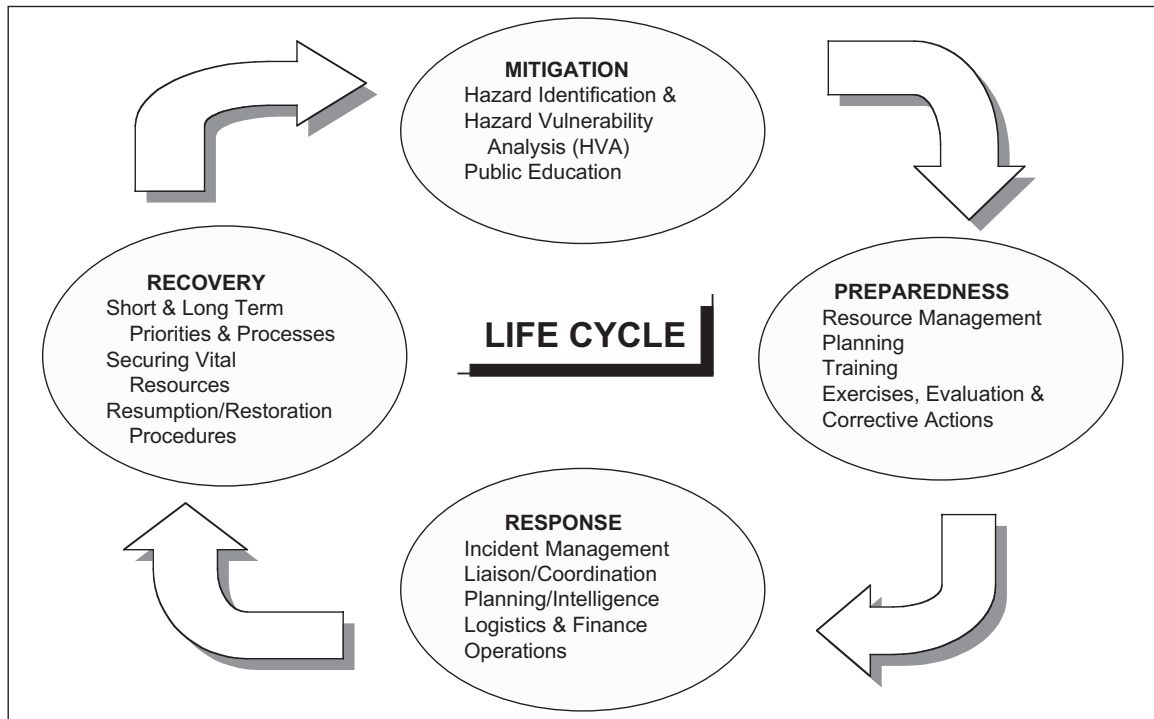 MITIGATION
Hazard Identification &
Hazard Vulnerability
Analysis (HVA)
Public Education
RECOVERY
Short & Long Term
Priorities & Processes
Securing Vital
Resources
Resumption/Restoration
Procedures
LIFE CYCLE
PREPAREDNESS
Resource Management
Planning
Training
Exercises, Evaluation &
Corrective Actions
RESPONSE
Incident Management
Liaison/Coordination
Planning/Intelligence
Logistics & Finance
Operations